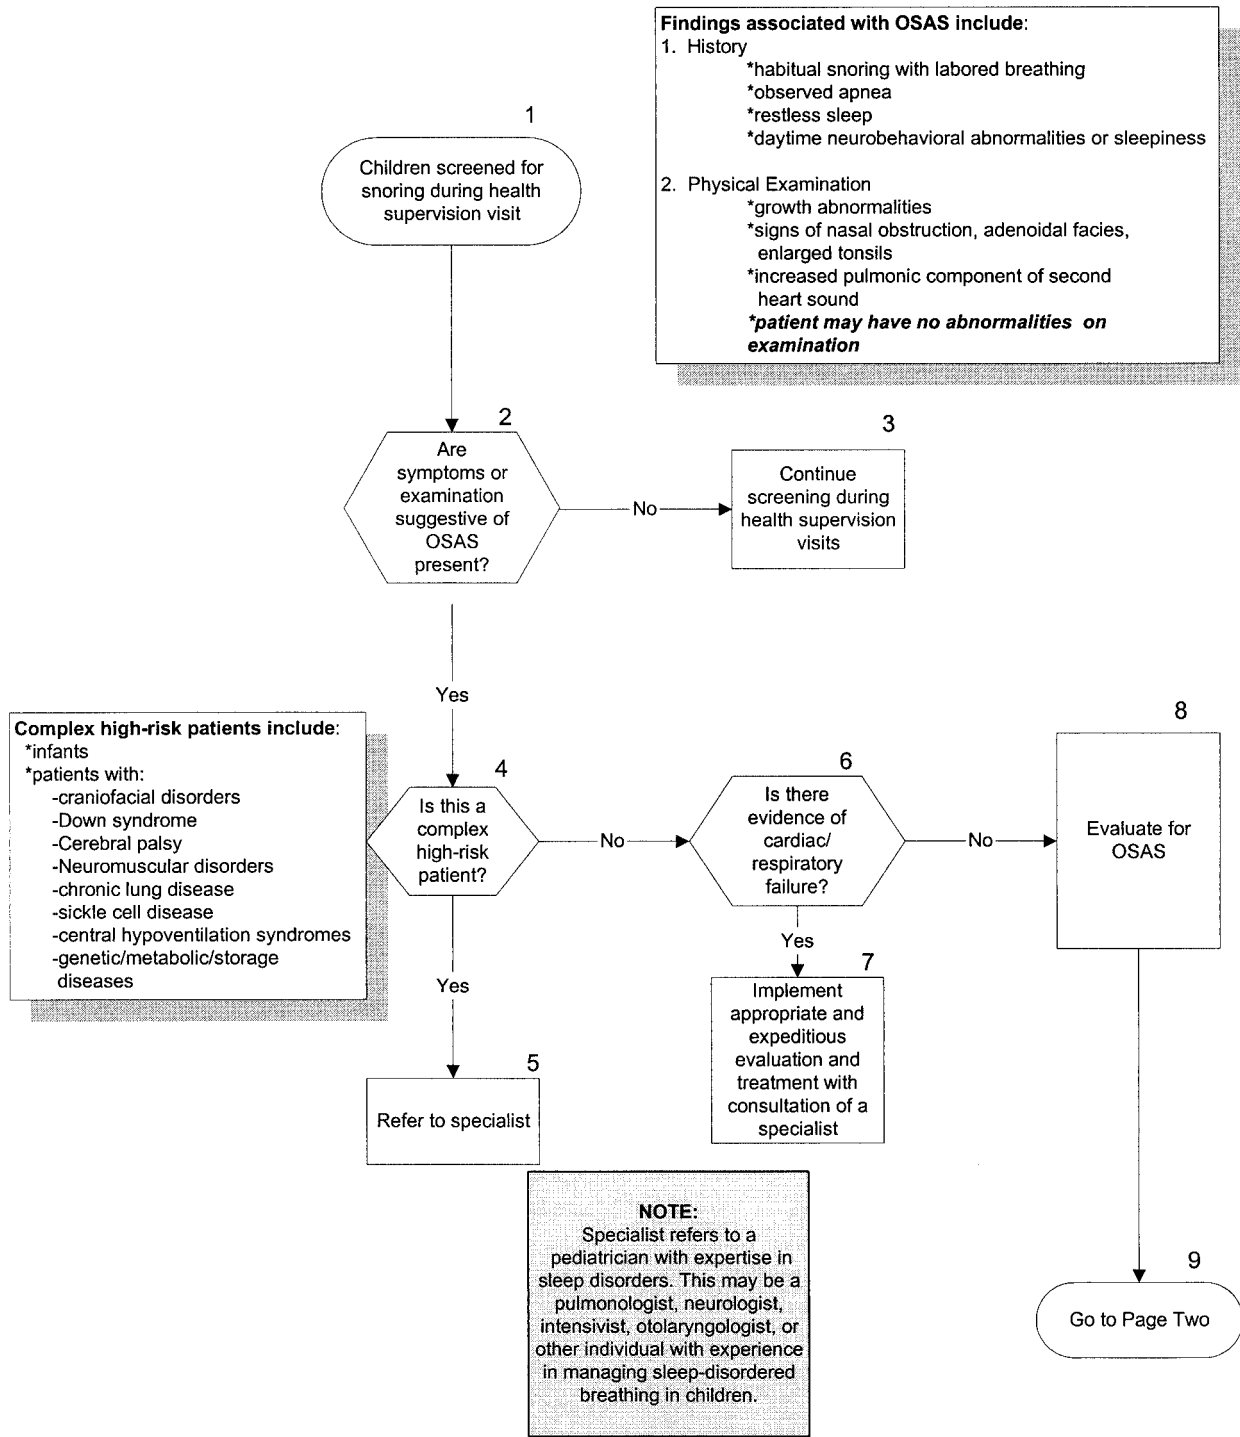 Findings associated with OSAS include:
1. History
*habitual snoring with labored breathing
*observed apnea
*restless sleep
*daytime neurobehavioral abnormalities or sleepiness
2. Physical Examination
*growth abnormalities
*signs of nasal obstruction, adenoidal facies,
enlarged tonsils
*increased pulmonic component of second
heart sound
*patient may have no abnormalities on
examination
1
Children screened for
snoring during health
supervision visit
2
Are
symptoms or
examination
suggestive of
OSAS
present?
No
3
Continue
screening during
health supervision
visits
Yes
Complex high-risk patients include:
*infants
*patients with:
-craniofacial disorders
-Down syndrome
-Cerebral palsy
-Neuromuscular disorders
-chronic lung disease
-sickle cell disease
-central hypoventilation syndromes
-genetic/metabolic/storage
diseases
4
Is this a
complex
high-risk
patient?
No
6
Is there
evidence of
cardiac/
respiratory
failure?
No
8
Evaluate for
OSAS
Yes
5
Refer to specialist
Yes
7
Implement
appropriate and
expeditious
evaluation and
treatment with
consultation of a
specialist
NOTE:
Specialist refers to a
pediatrician with expertise in
sleep disorders. This may be a
pulmonologist, neurologist,
intensivist, otolaryngologist, or
other individual with experience
in managing sleep-disordered
breathing in children.
9
Go to Page Two